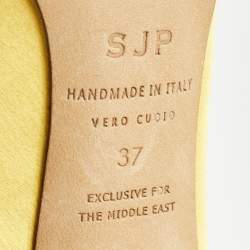 SJP
HANDMADE IN ITALY
VERO CUOIO
37
EXCLUSIVE FOR
THE MIDDLE EAST